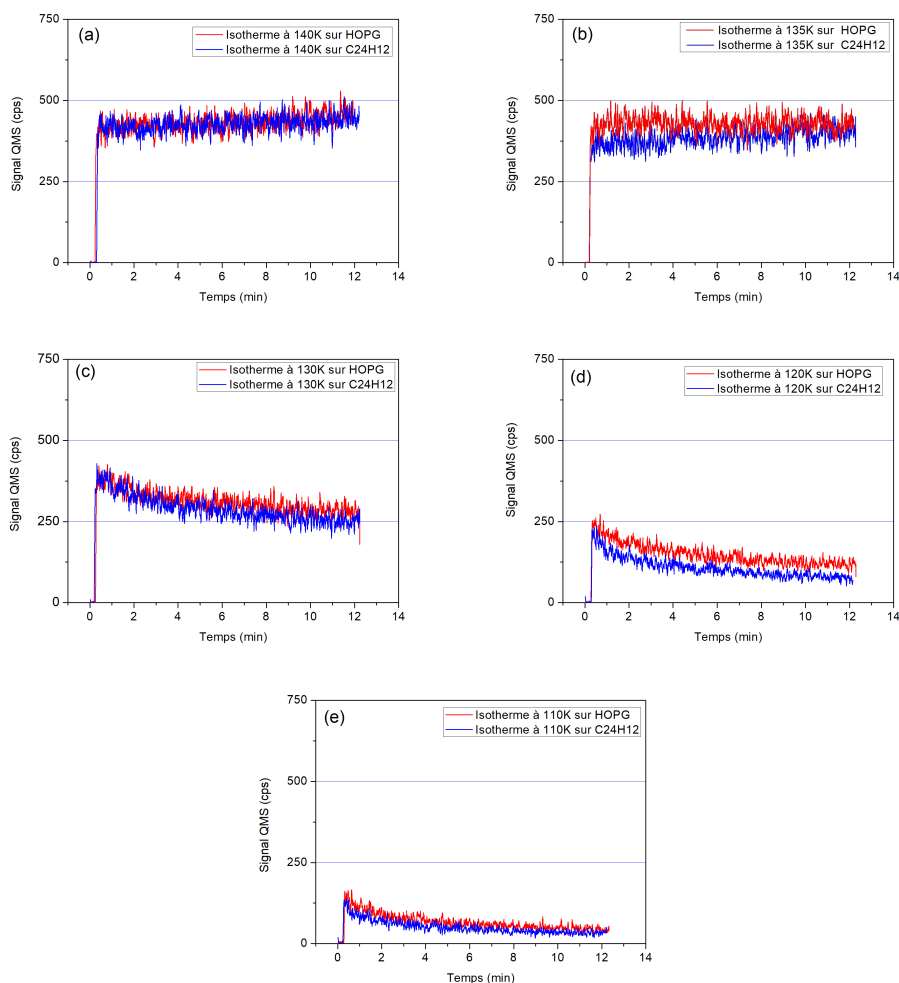 (a)
Isotherme à 140K sur HOPG
Isotherme à 140K sur C24H12
750
500
250
0
Signal QMS (cps)
0 2 4 6 8 10 12 14
Temps (min)
(b)
Isotherme à 135K sur HOPG
Isotherme à 135K sur C24H12
750
500
250
0
Signal QMS (cps)
0 2 4 6 8 10 12 14
Temps (min)
(c)
Isotherme à 130K sur HOPG
Isotherme à 130K sur C24H12
750
500
250
0
Signal QMS (cps)
0 2 4 6 8 10 12 14
Temps (min)
(d)
Isotherme à 120K sur HOPG
Isotherme à 120K sur C24H12
750
500
250
0
Signal QMS (cps)
0 2 4 6 8 10 12 14
Temps (min)
(e)
Isotherme à 110K sur HOPG
Isotherme à 110K sur C24H12
750
500
250
0
Signal QMS (cps)
0 2 4 6 8 10 12 14
Temps (min)